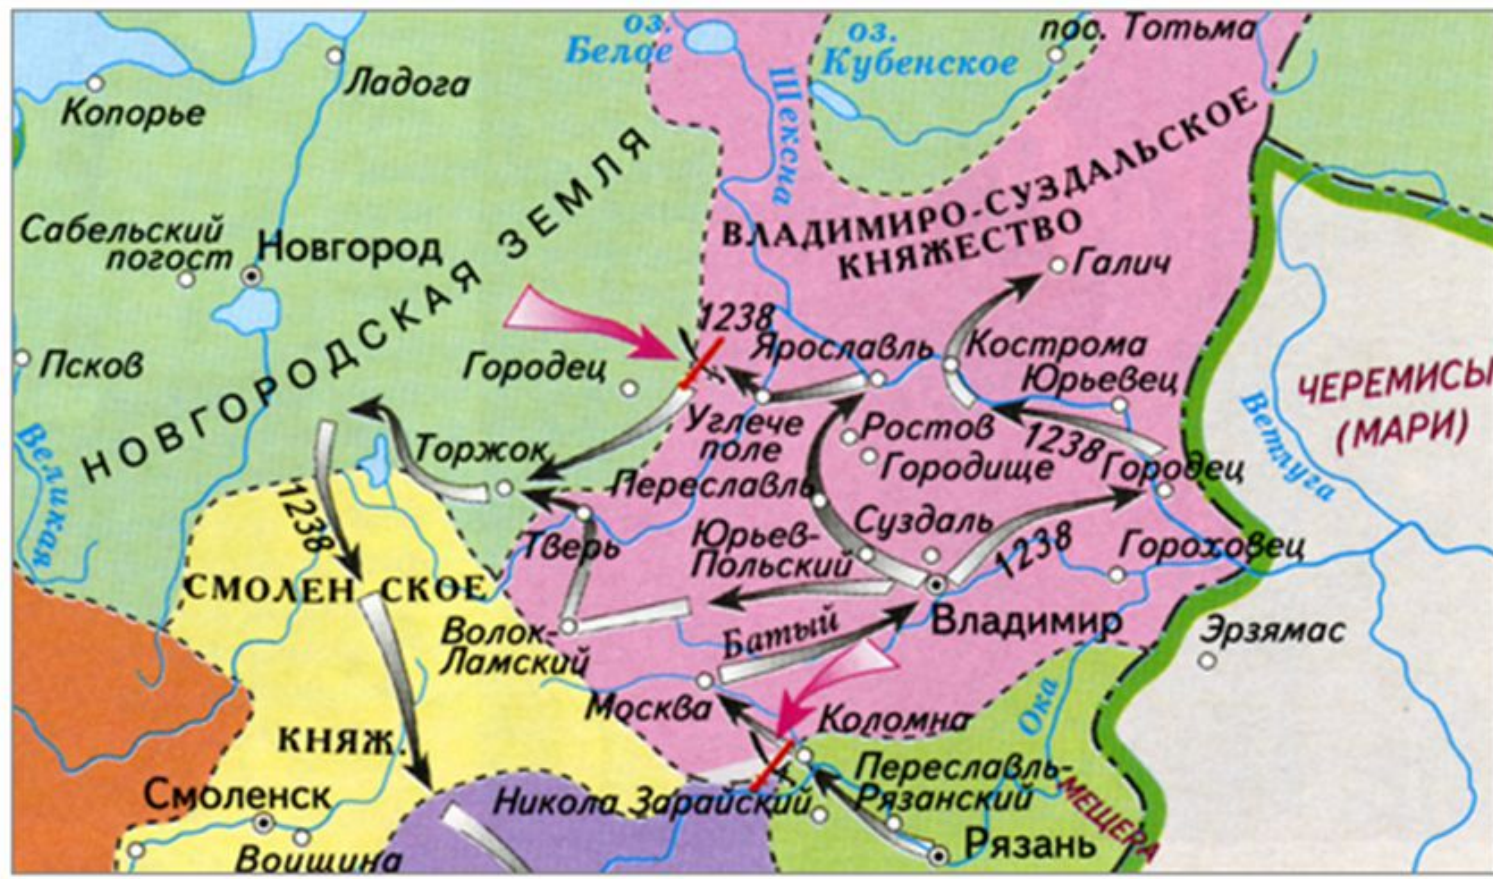 оз.
Белое
оз.
Кубенское
пос. Тотьма
Ладога
Копорье
Шексна
Сабельский
погост
Новгород
НОВГОРОДСКАЯ ЗЕМЛЯ
ВЛАДИМИРО-СУЗДАЛЬСКОЕ
КНЯЖЕСТВО
Галич
1238
Псков
Городец
Ярославль
Кострома
Юрьевец
ЧЕРЕМИСЫ
(МАРИ)
Ветлуга
Углече
поле
Ростов
1238
Городище
Городец
Великая
Торжок
Переславль
1238
Тверь
Юрьев-
Польский
Суздаль
1238
Гороховец
СМОЛЕН СКОЕ
КНЯЖ.
Волок-
Ламский
Батый
Владимир
Эрзямас
Москва
Коломна
Ока
Переславль-
Рязанский
МЕЩЕРА
Никола Зарайский
Смоленск
Воищина
Рязань